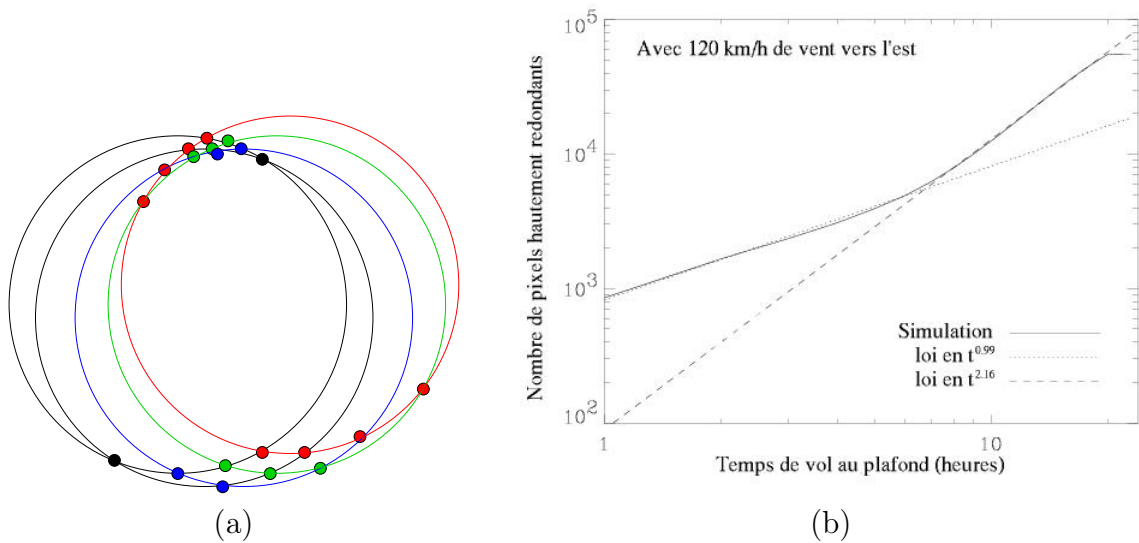 10^5
Avec 120 km/h de vent vers l'est
10^4
10^3
10^2
Nombre de pixels hautement redondants
Simulation
loi en t^0.99
loi en t^2.16
1
10
Temps de vol au plafond (heures)
(a)
(b)